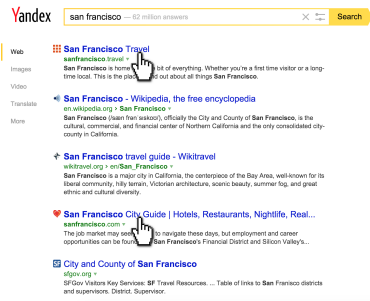 Yandex
san francisco — 62 million answers
Search
Web
Images
Video
Translate
More
San Francisco Travel
sanfrancisco.travel
San Francisco is home bit of everything. Whether you're a first time visitor or a long-
time local. This is the place out about all things San Francisco.
San Francisco - Wikipedia, the free encyclopedia
en.wikipedia.org > San Francisco
San Francisco (/sæn frənˈsɪskoʊ/), officially the City and County of San Francisco, is the
cultural, commercial, and financial center of Northern California and the only consolidated city-
county in California.
San Francisco travel guide - Wikitravel
wikitravel.org > en/San_Francisco
San Francisco is a major city in California, the centerpiece of the Bay Area, well-known for its
liberal community, hilly terrain, Victorian architecture, scenic beauty, summer fog, and great
ethnic and cultural diversity.
San Francisco City Guide | Hotels, Restaurants, Nightlife, Real...
sanfrancisco.com
The job market may see to navigate these days, but employment and career
opportunities can be found San Francisco's Financial District and Silicon Valley's...
City and County of San Francisco
sfgov.org
SFGov Visitors Key Services: SF Travel Resources. ... Table of links to San Fransisco districts
and supervisors. District. Supervisor.